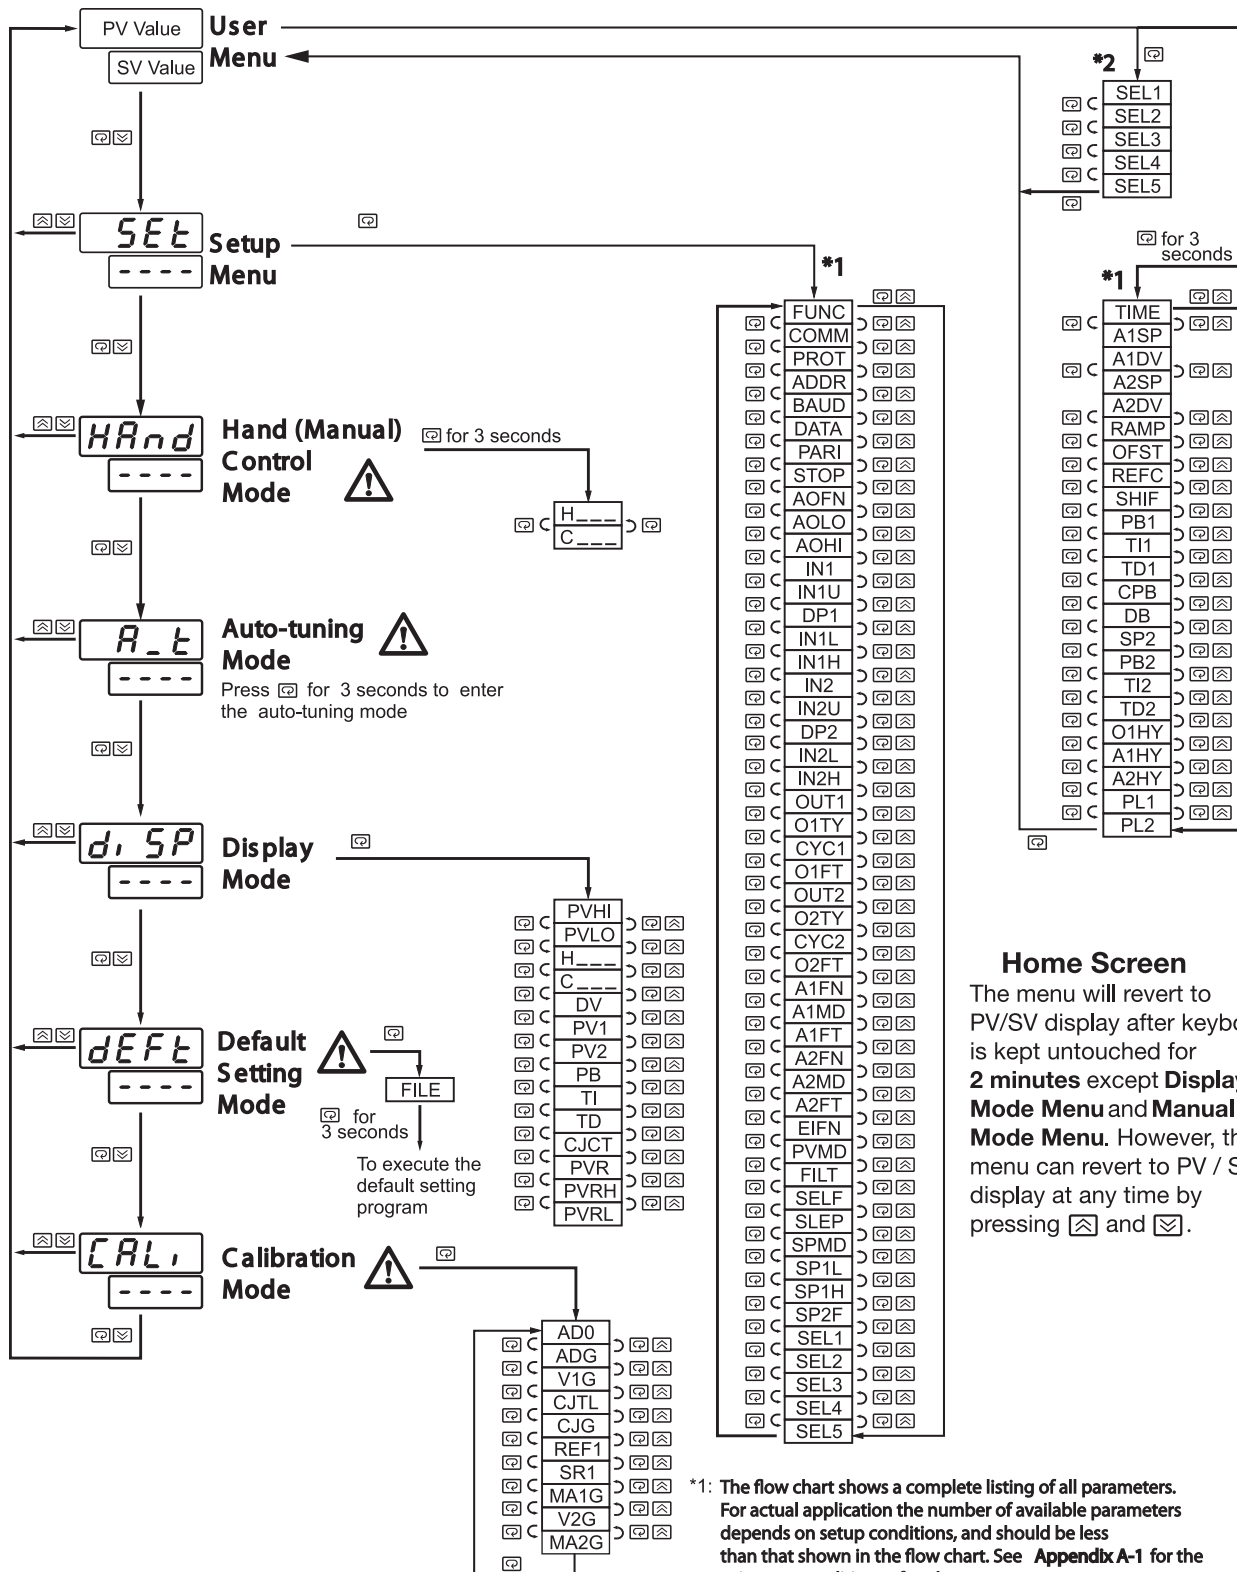 PV Value
User
Menu
SV Value
*2
SEL1
SEL2
SEL3
SEL4
SEL5
SEt
- - - -
Setup
Menu
for 3
seconds
*1
*1
FUNC
COMM
PROT
ADDR
BAUD
DATA
PARI
STOP
AOFN
AOLO
AOHI
IN1
IN1U
DP1
IN1L
IN1H
IN2
IN2U
DP2
IN2L
IN2H
OUT1
O1TY
CYC1
O1FT
OUT2
O2TY
CYC2
O2FT
A1FN
A1MD
A1FT
A2FN
A2MD
A2FT
EIFN
PVMD
FILT
SELF
SLEP
SPMD
SP1L
SP1H
SP2F
SEL1
SEL2
SEL3
SEL4
SEL5
TIME
A1SP
A1DV
A2SP
A2DV
RAMP
OFST
REFC
SHIF
PB1
TI1
TD1
CPB
DB
SP2
PB2
TI2
TD2
O1HY
A1HY
A2HY
PL1
PL2
HAnd
- - - -
Hand (Manual)
Control
Mode
for 3 seconds
H_ _ _
C_ _ _
A_t
- - - -
Auto-tuning
Mode
Press for 3 seconds to enter
the auto-tuning mode
diSP
- - - -
Display
Mode
PVHI
PVLO
H_ _ _
C_ _ _
DV
PV1
PV2
PB
TI
TD
CJCT
PVR
PVRH
PVRL
dEFt
- - - -
Default
Setting
Mode
FILE
for
3 seconds
To execute the
default setting
program
CALi
- - - -
Calibration
Mode
AD0
ADG
V1G
CJTL
CJG
REF1
SR1
MA1G
V2G
MA2G
Home Screen
The menu will revert to
PV/SV display after keybo
is kept untouched for
2 minutes except Display
Mode Menu and Manual
Mode Menu. However, th
menu can revert to PV / S
display at any time by
pressing and .
*1: The flow chart shows a complete listing of all parameters.
For actual application the number of available parameters
depends on setup conditions, and should be less
than that shown in the flow chart. See Appendix A-1 for the